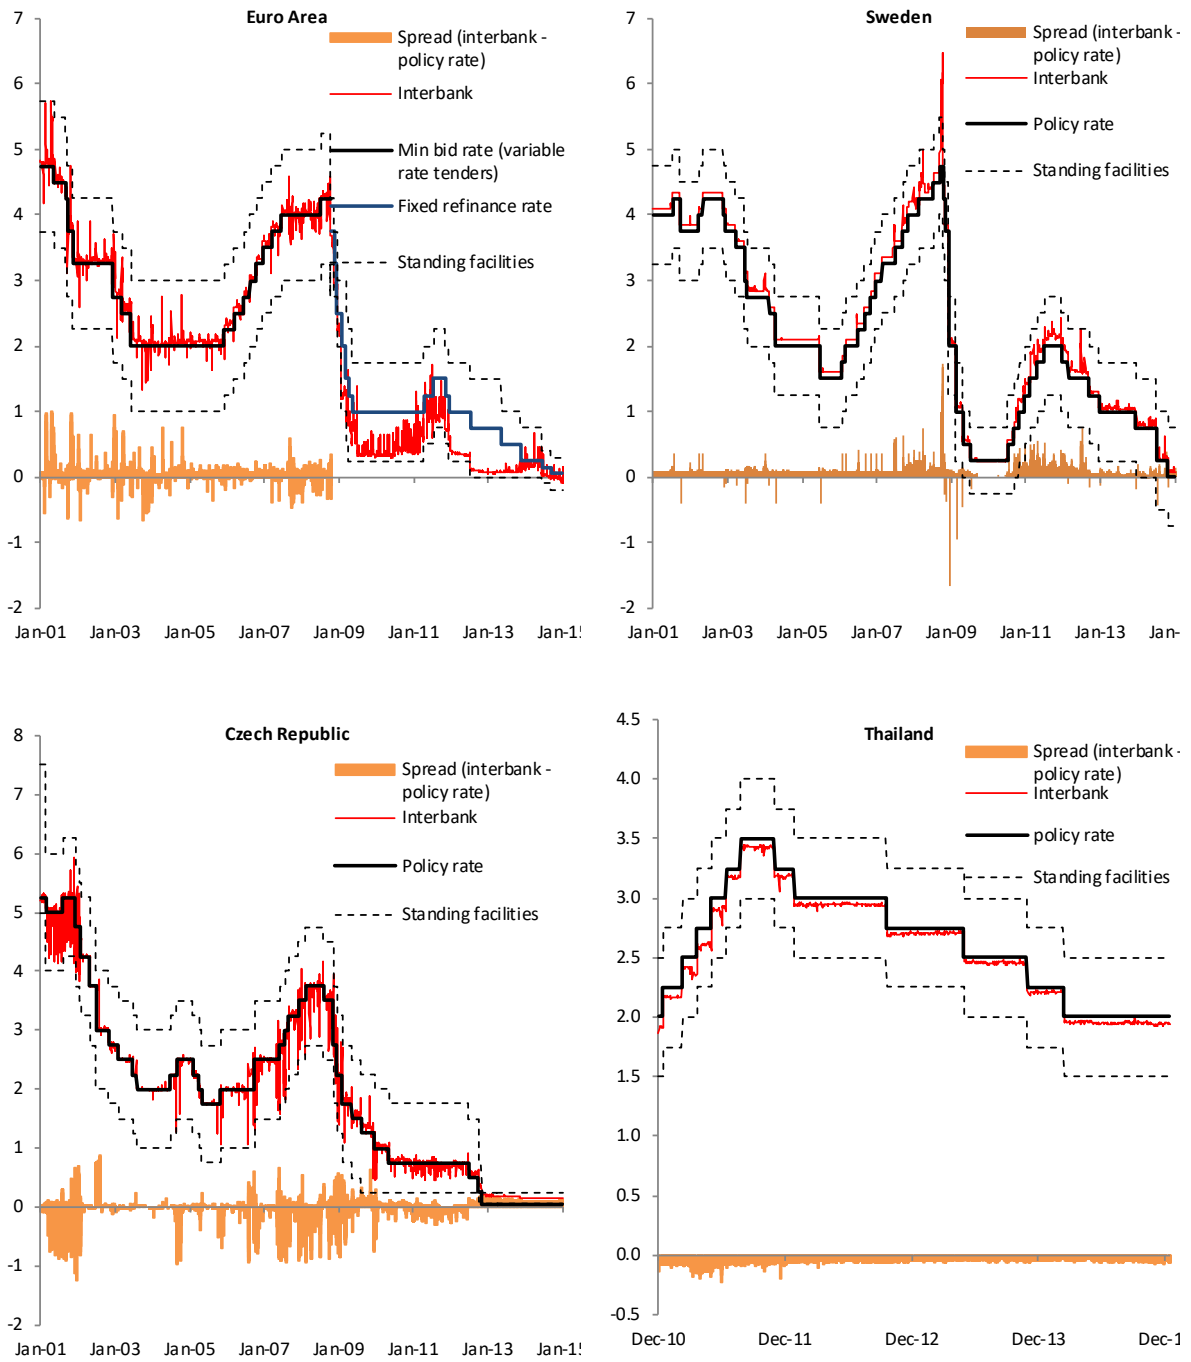 Euro Area
7
6
5
4
3
2
1
0
-1
-2
Spread (interbank -
policy rate)
Interbank
Min bid rate (variable
rate tenders)
Fixed refinance rate
Standing facilities
Jan-01 Jan-03 Jan-05 Jan-07 Jan-09 Jan-11 Jan-13 Jan-15
Sweden
7
6
5
4
3
2
1
0
-1
-2
Spread (interbank -
policy rate)
Interbank
Policy rate
Standing facilities
Jan-01 Jan-03 Jan-05 Jan-07 Jan-09 Jan-11 Jan-13 Jan-
Czech Republic
8
7
6
5
4
3
2
1
0
-1
-2
Spread (interbank -
policy rate)
Interbank
Policy rate
Standing facilities
Jan-01 Jan-03 Jan-05 Jan-07 Jan-09 Jan-11 Jan-13 Jan-15
Thailand
4.5
4.0
3.5
3.0
2.5
2.0
1.5
1.0
0.5
0.0
-0.5
Spread (interbank -
policy rate)
Interbank
policy rate
Standing facilities
Dec-10 Dec-11 Dec-12 Dec-13 Dec-1